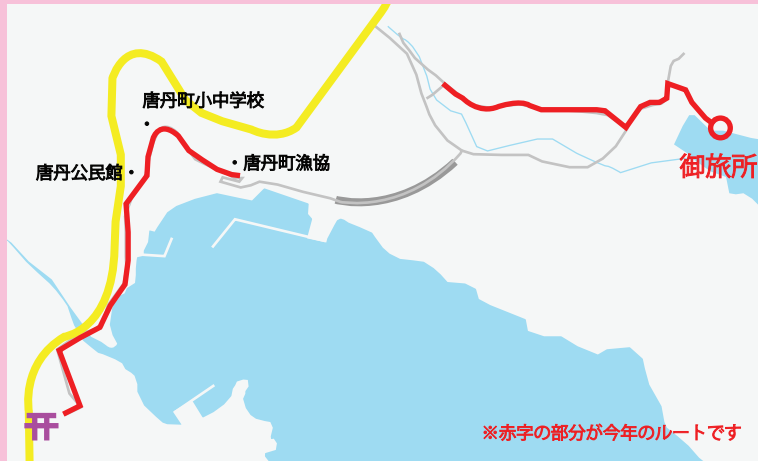 唐丹町小中学校
唐丹町漁協
唐丹公民館
御旅所
※赤字の部分が今年のルートです